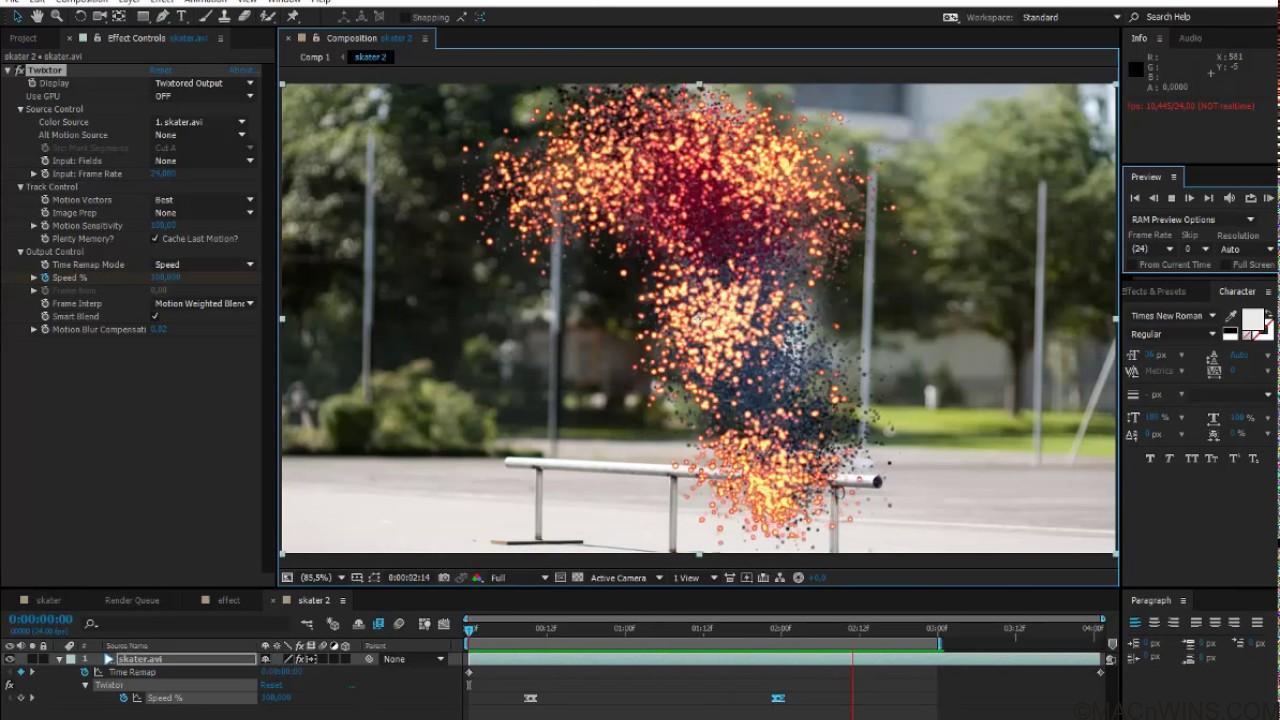 File Edit Composition Layer Effect Animation View Window Help
Snapping
Workspace: Standard
Search Help
Project
Effect Controls skater.avi
skater 2 • skater.avi
fx Twixtor Reset About...
Display Twixtored Output
Use GPU OFF
Source Control
Color Source 1. skater.avi
Alt Motion Source None
Src: Mark Segments Cut A
Input: Fields None
Input: Frame Rate 24,000
Track Control
Motion Vectors Best
Image Prep None
Motion Sensitivity 100,00
Plenty Memory? Cache Last Motion?
Output Control
Time Remap Mode Speed
Speed % 300,000
Frame Num 0,00
Frame Interp Motion Weighted Blenc
Smart Blend
Motion Blur Compensati 0,02
Composition skater 2
Comp 1 skater 2
(85,5%) 0:00:02:14 Full Active Camera 1 View +0,0
Info Audio
R: X: 581
G: Y: -5
B:
A: 0,0000
fps: 10,445/24,00 (NOT realtime)
Preview
RAM Preview Options
Frame Rate Skip Resolution
(24) 0 Auto
From Current Time Full Screen
Effects & Presets Character
Times New Roman
Regular
36 px Auto
Metrics 0
- px
100 % 100 %
0 px 0 %
T T TT Tт T¹ T₁
Paragraph
0 px 0 px 0 px
0 px 0 px
skater Render Queue effect skater 2
0:00:00:00
00000 (24.00 fps)
00:12f 01:00f 01:12f 02:00f 02:12f 03:00f 03:12f 04:00f
# Source Name Parent
1 skater.avi None
Time Remap 0:00:00:00
fx Twixtor Reset ...
Speed % 300,000
©MACnWINS.COM